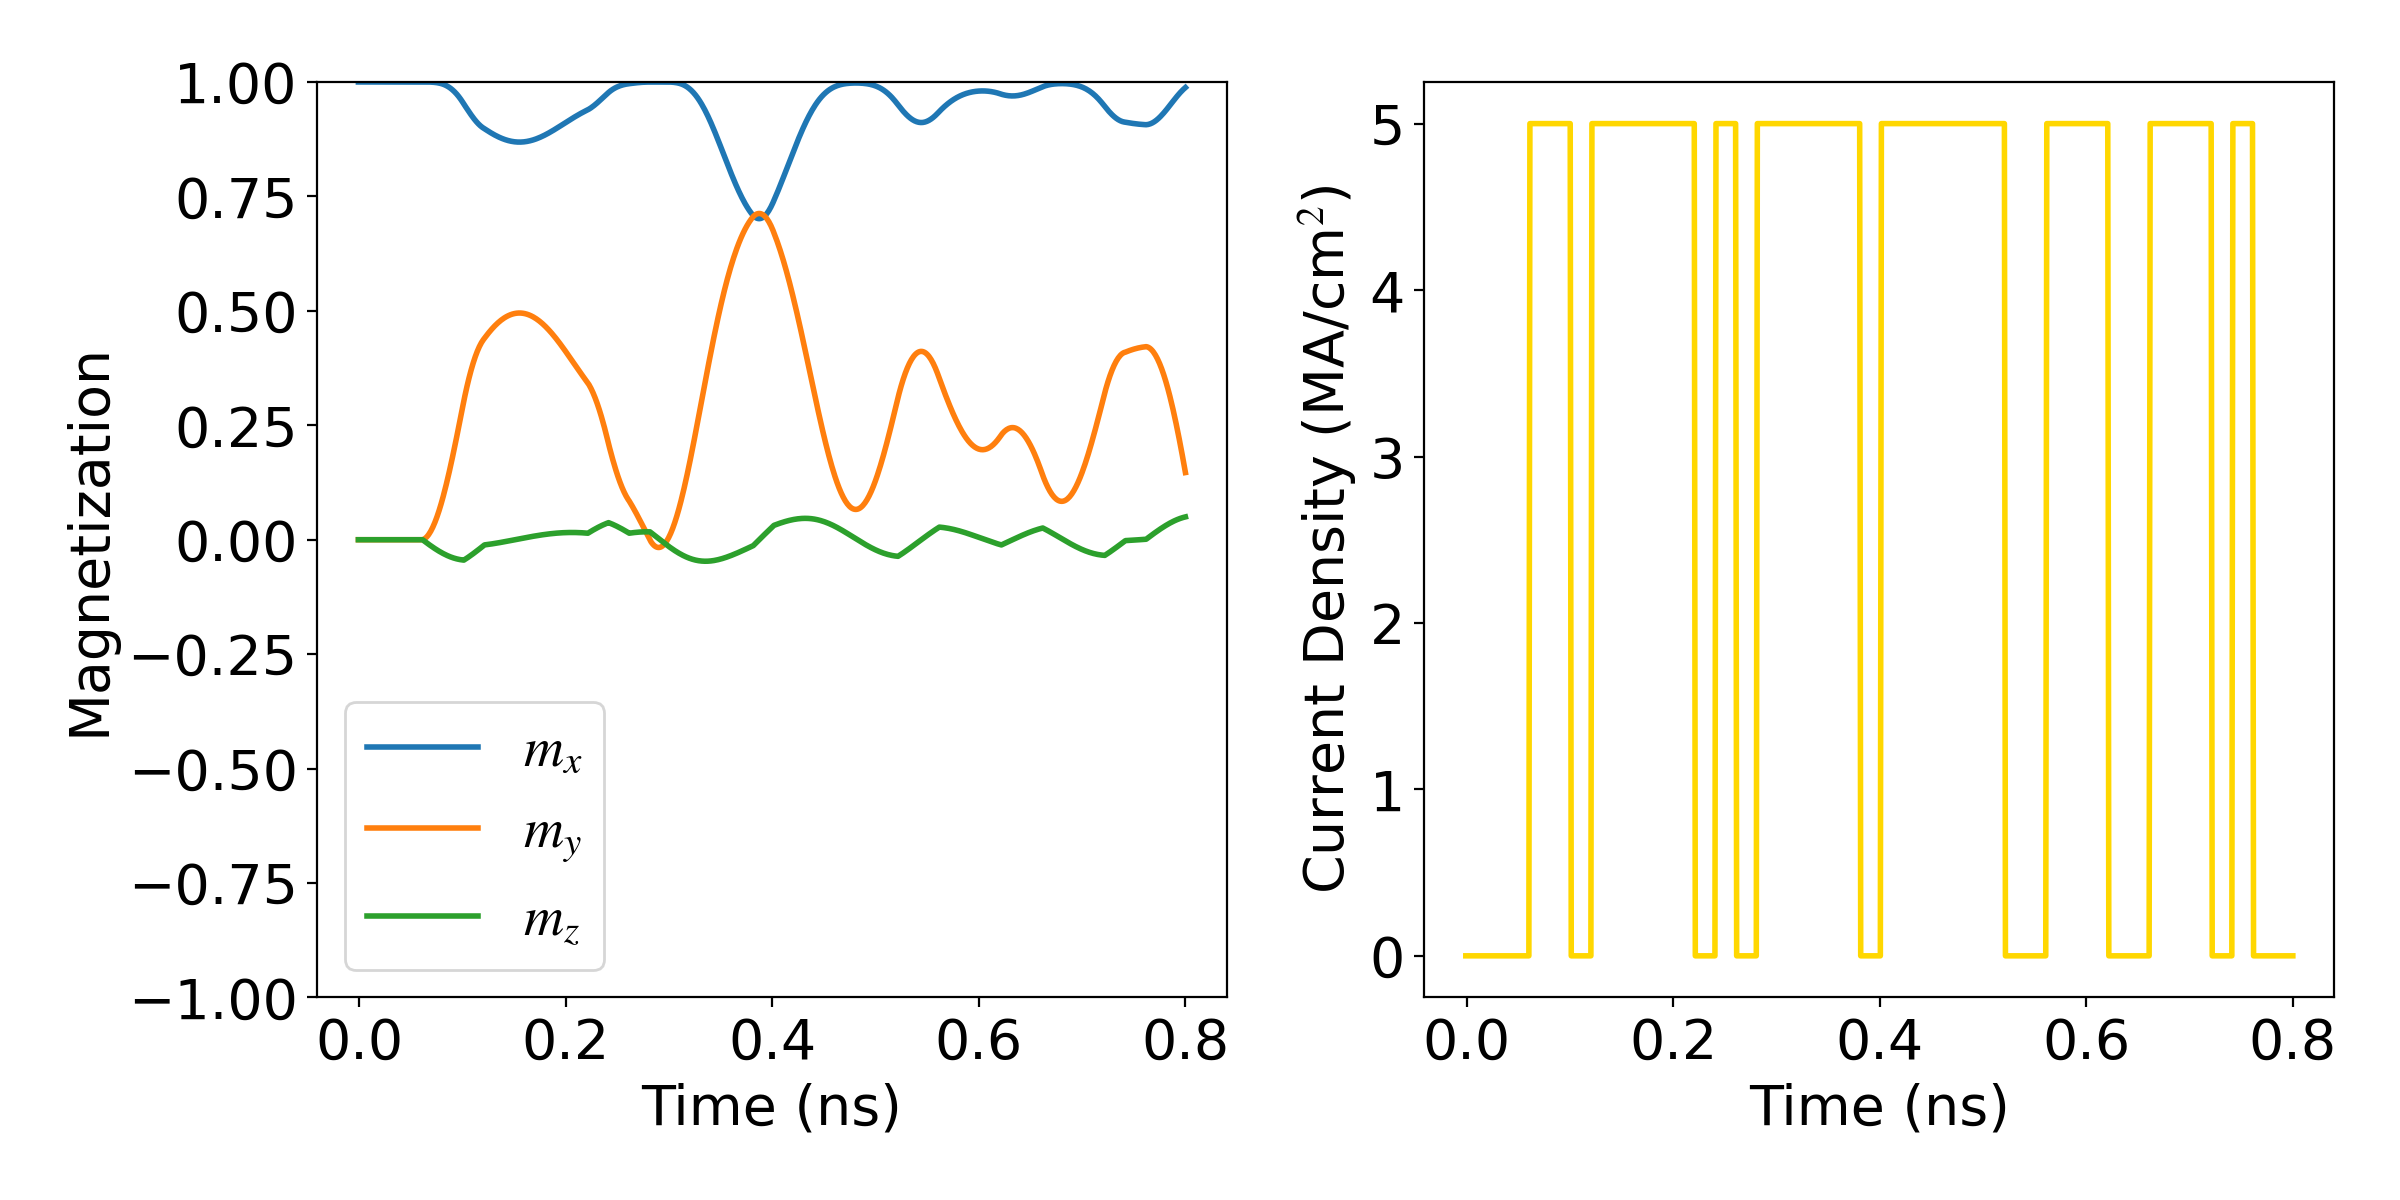 Magnetization
1.00
0.75
0.50
0.25
0.00
−0.25
−0.50
−0.75
−1.00
m_x
m_y
m_z
0.0 0.2 0.4 0.6 0.8
Time (ns)
Current Density (MA/cm²)
5
4
3
2
1
0
0.0 0.2 0.4 0.6 0.8
Time (ns)